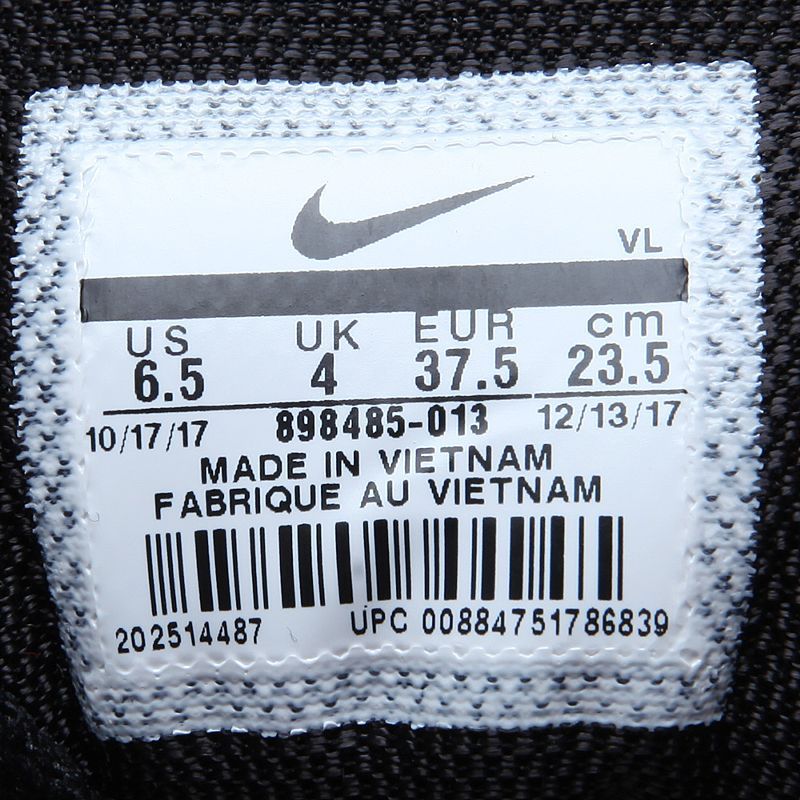 VL
US UK EUR cm
6.5 4 37.5 23.5
10/17/17 898485-013 12/13/17
MADE IN VIETNAM
FABRIQUE AU VIETNAM
202514487 UPC 00884751786839